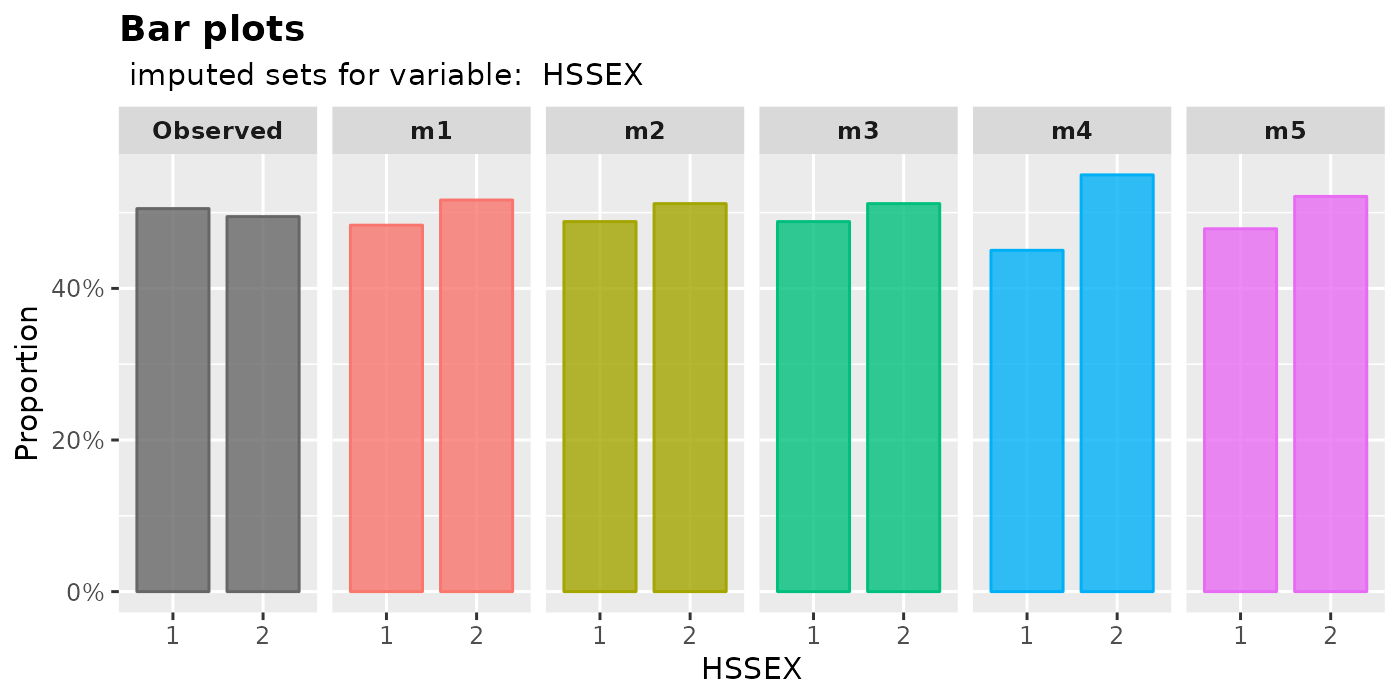 Bar plots
imputed sets for variable:  HSSEX
Observed m1 m2 m3 m4 m5
Proportion
40%
20%
0%
1 2 1 2 1 2 1 2 1 2 1 2
HSSEX